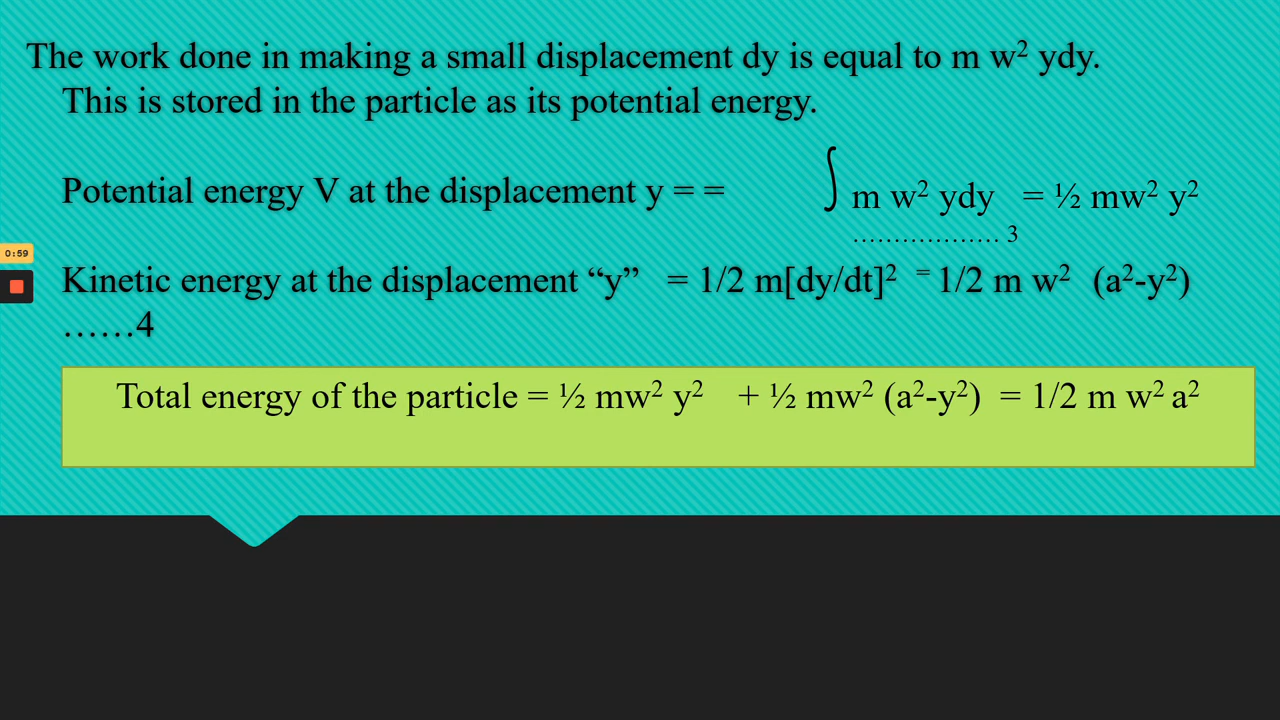 The work done in making a small displacement dy is equal to m w² ydy.
This is stored in the particle as its potential energy.
Potential energy V at the displacement y = = ∫ m w² ydy = ½ mw² y²
……………… 3
0:59
Kinetic energy at the displacement “y” = 1/2 m[dy/dt]² = 1/2 m w² (a²-y²)
……4
Total energy of the particle = ½ mw² y² + ½ mw² (a²-y²) = 1/2 m w² a²